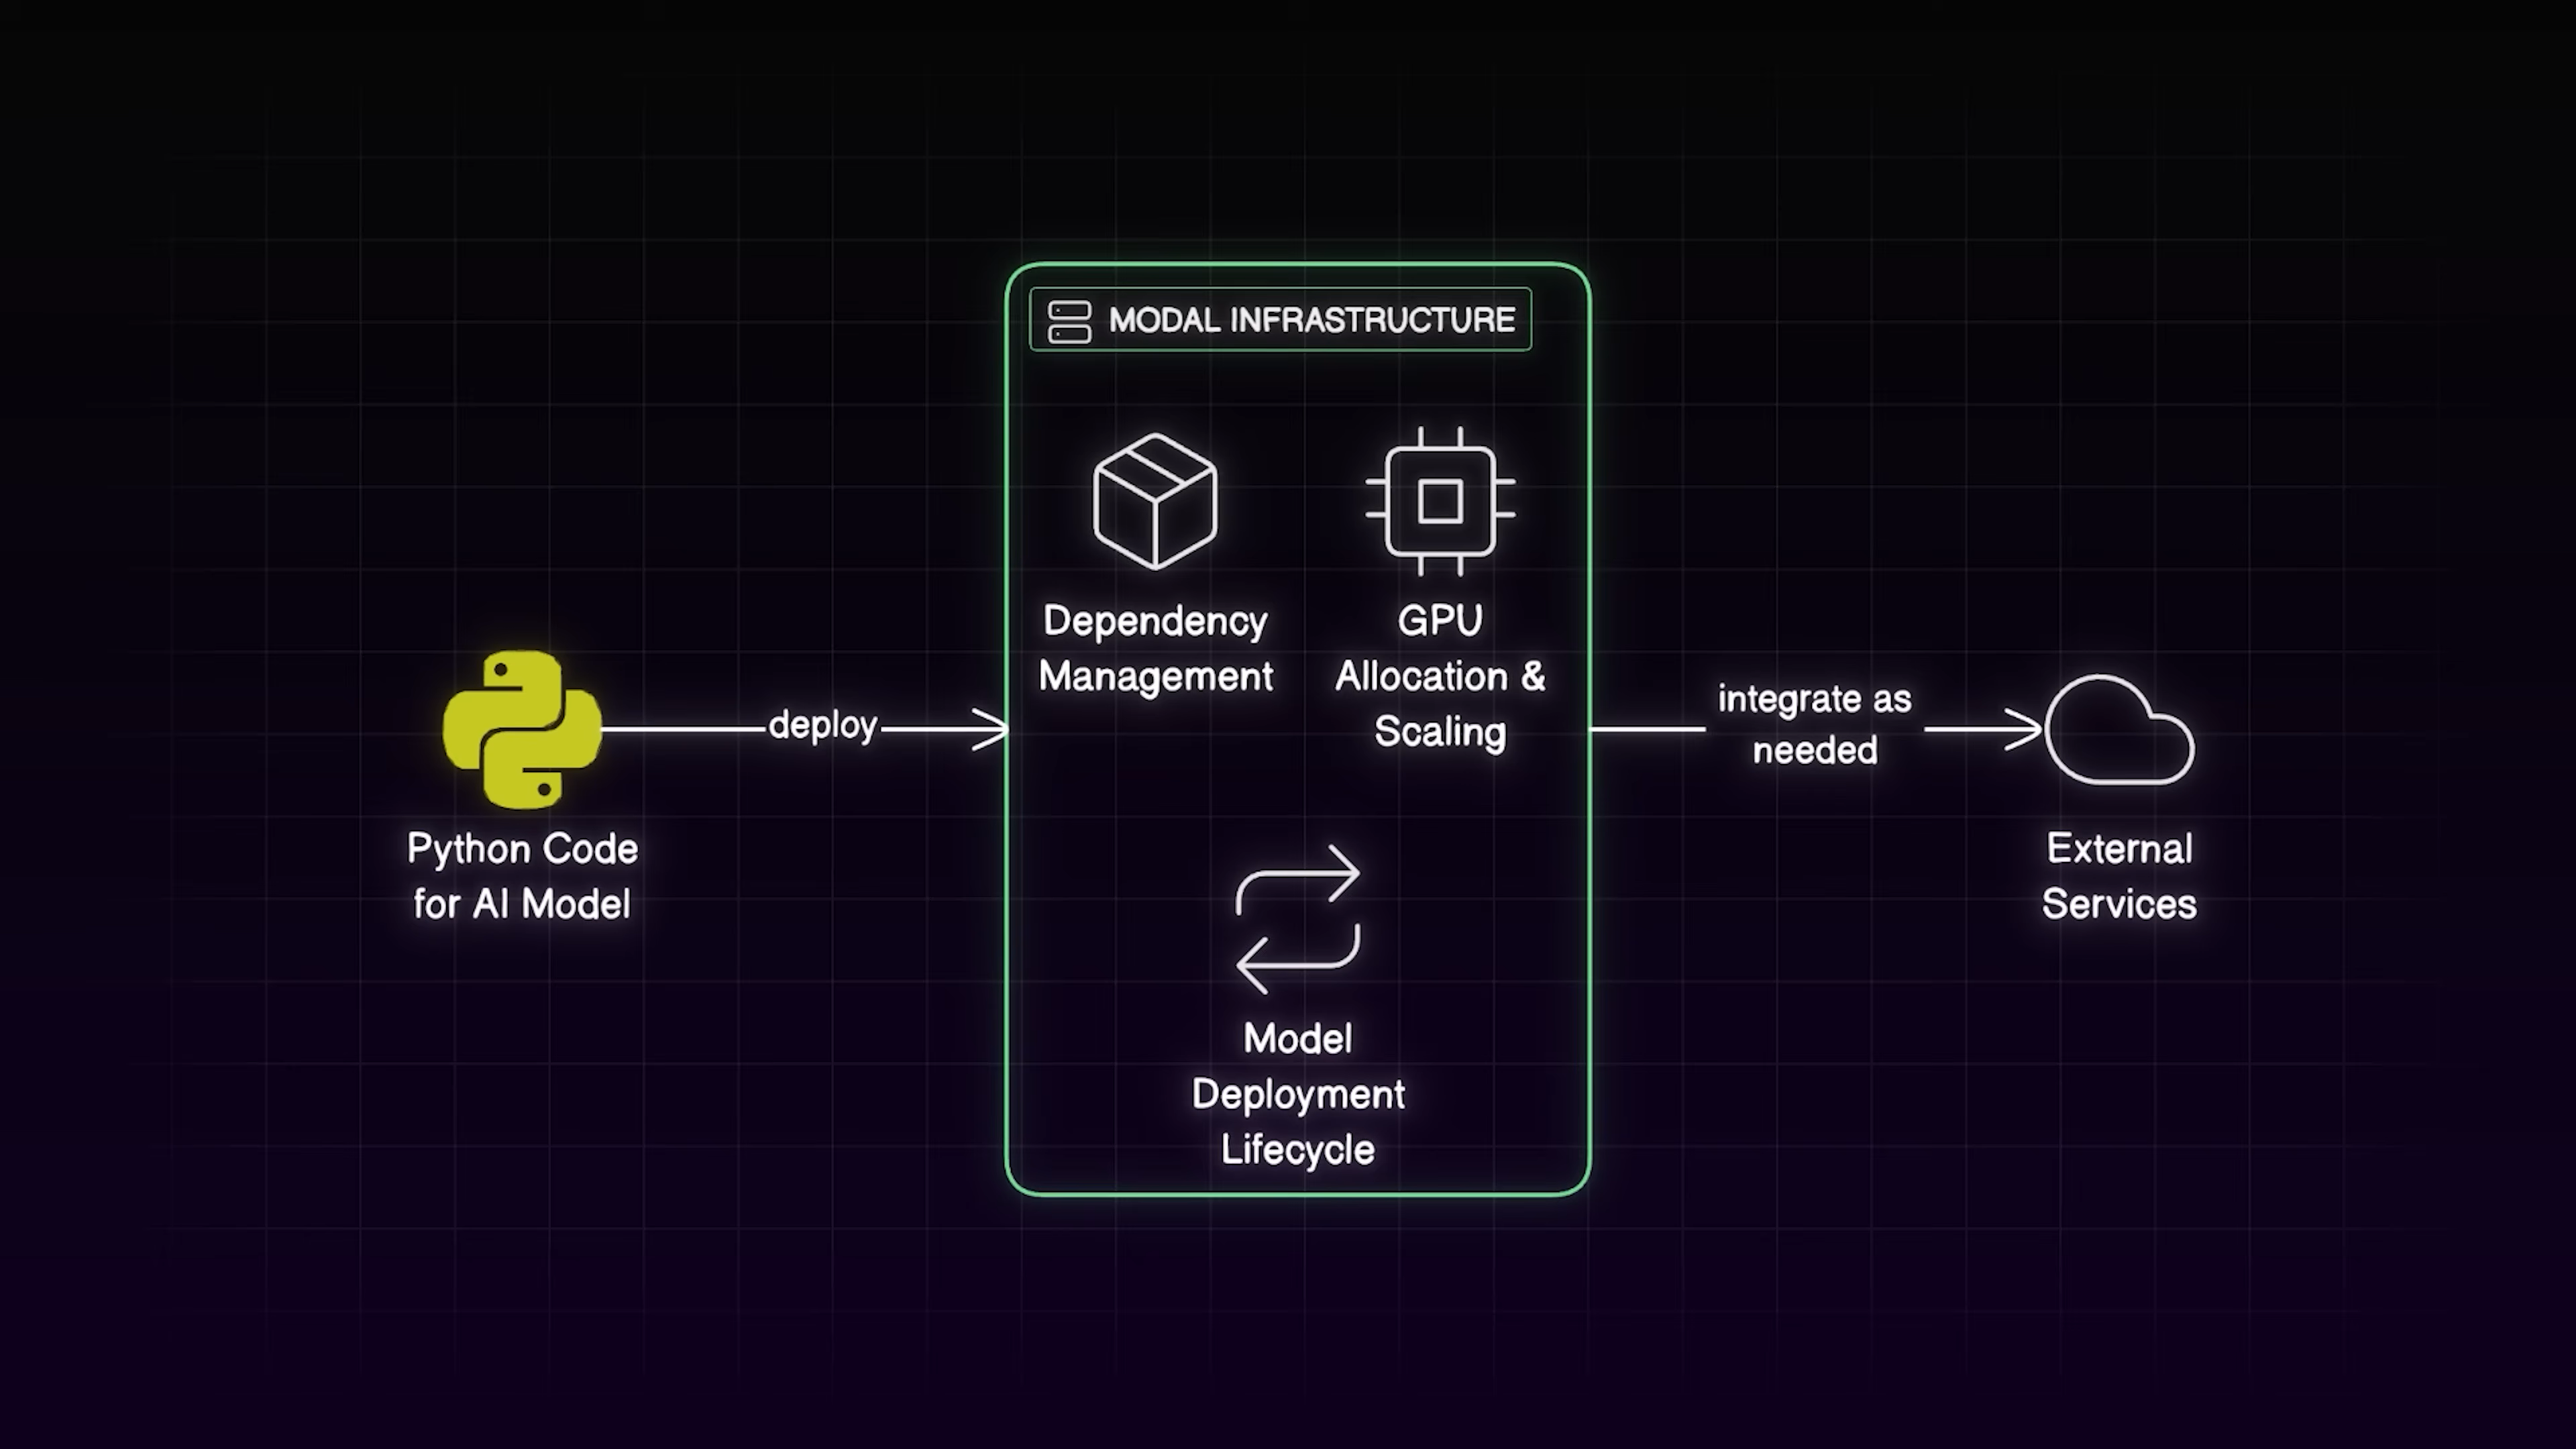 MODAL INFRASTRUCTURE
Dependency
Management
GPU
Allocation &
Scaling
Model
Deployment
Lifecycle
Python Code
for AI Model
deploy
integrate as
needed
External
Services